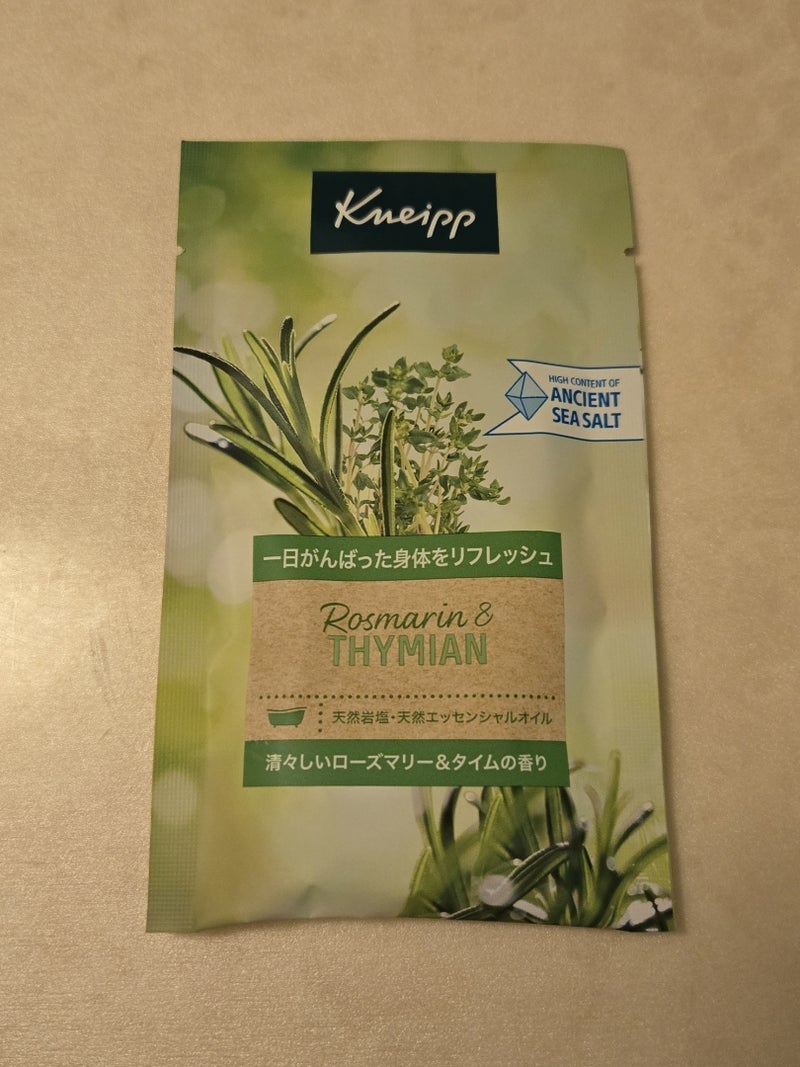 Kneipp
HIGH CONTENT OF
ANCIENT
SEA SALT
一日がんばった身体をリフレッシュ
Rosmarin &
THYMIAN
天然岩塩・天然エッセンシャルオイル
清々しいローズマリー&タイムの香り